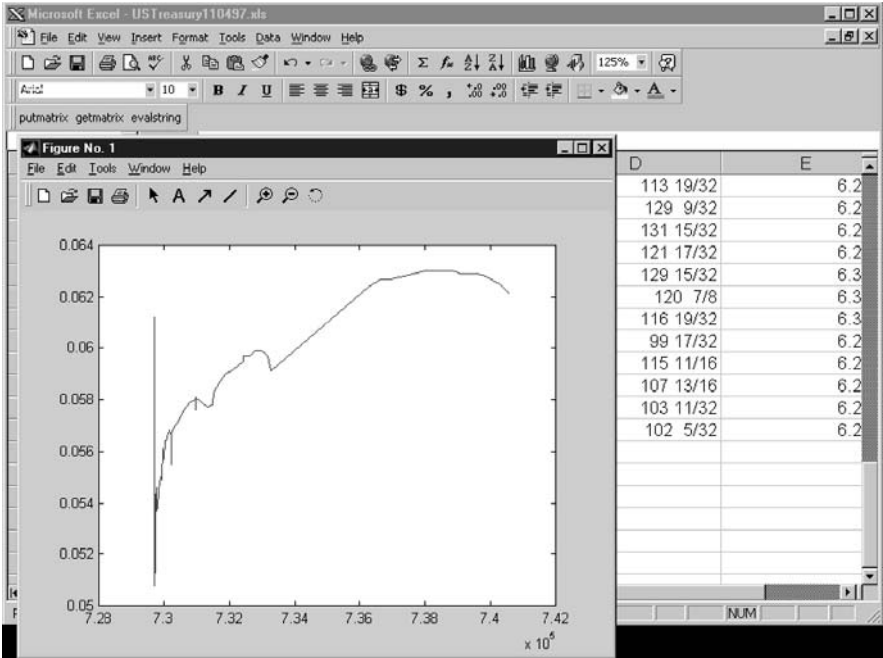 Microsoft Excel - USTreasury110497.xls
File Edit View Insert Format Tools Data Window Help
125%
Arial 10 B I U $ % ,
putmatrix getmatrix evalstring
Figure No. 1
File Edit Tools Window Help
A
0.064
0.062
0.06
0.058
0.056
0.054
0.052
0.05
7.28 7.3 7.32 7.34 7.36 7.38 7.4 7.42
x 10^5
D E
113 19/32 6.2
129 9/32 6.2
131 15/32 6.2
121 17/32 6.2
129 15/32 6.3
120 7/8 6.3
116 19/32 6.3
99 17/32 6.2
115 11/16 6.2
107 13/16 6.2
103 11/32 6.2
102 5/32 6.2
NUM